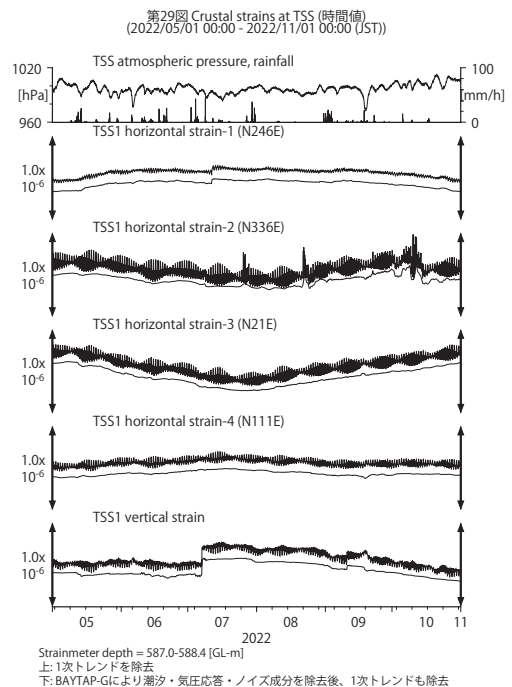 第29図 Crustal strains at TSS (時間値)
(2022/05/01 00:00 - 2022/11/01 00:00 (JST))
TSS atmospheric pressure, rainfall
1020
[hPa]
960
100
[mm/h]
0
TSS1 horizontal strain-1 (N246E)
1.0x
10-6
TSS1 horizontal strain-2 (N336E)
1.0x
10-6
TSS1 horizontal strain-3 (N21E)
1.0x
10-6
TSS1 horizontal strain-4 (N111E)
1.0x
10-6
TSS1 vertical strain
1.0x
10-6
05 06 07 08 09 10 11
2022
Strainmeter depth = 587.0-588.4 [GL-m]
上: 1次トレンドを除去
下: BAYTAP-Gにより潮汐・気圧応答・ノイズ成分を除去後、1次トレンドも除去